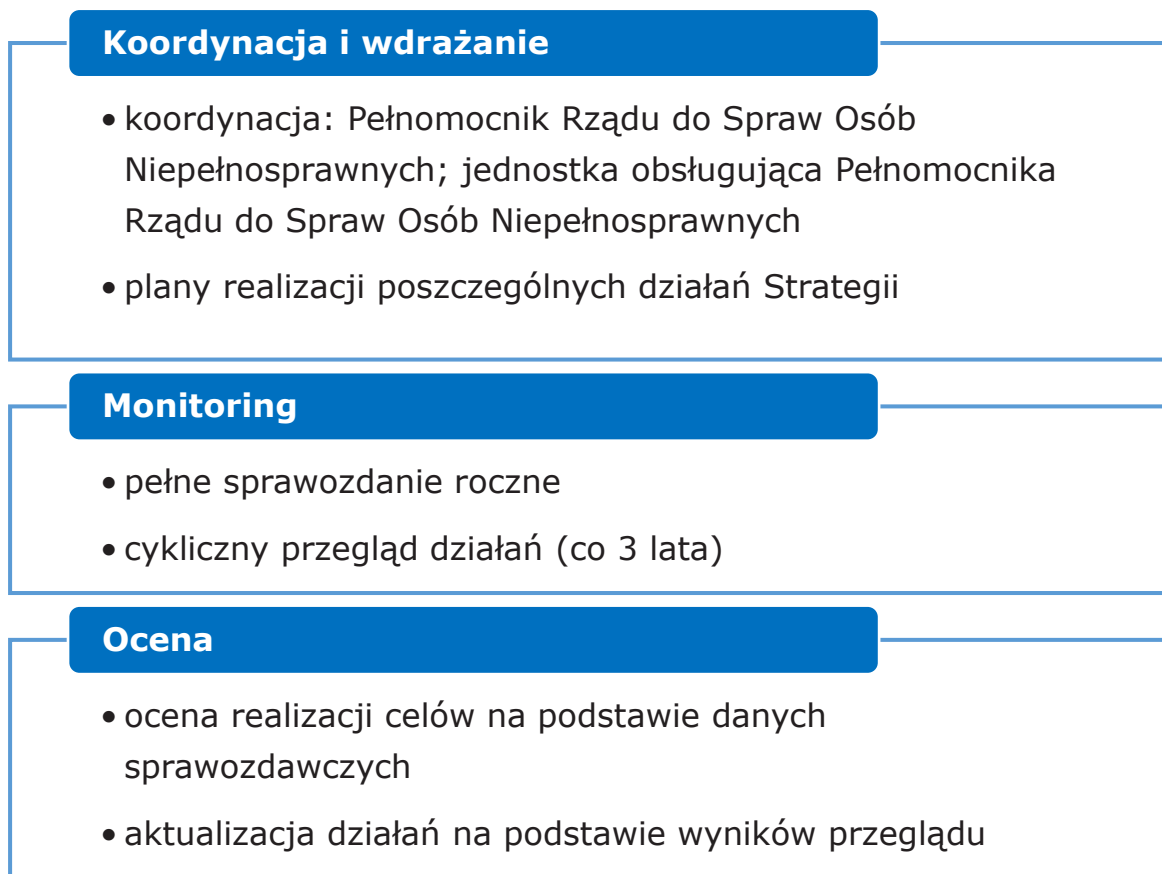 Koordynacja i wdrażanie
• koordynacja: Pełnomocnik Rządu do Spraw Osób
Niepełnosprawnych; jednostka obsługująca Pełnomocnika
Rządu do Spraw Osób Niepełnosprawnych
• plany realizacji poszczególnych działań Strategii
Monitoring
• pełne sprawozdanie roczne
• cykliczny przegląd działań (co 3 lata)
Ocena
• ocena realizacji celów na podstawie danych
sprawozdawczych
• aktualizacja działań na podstawie wyników przeglądu